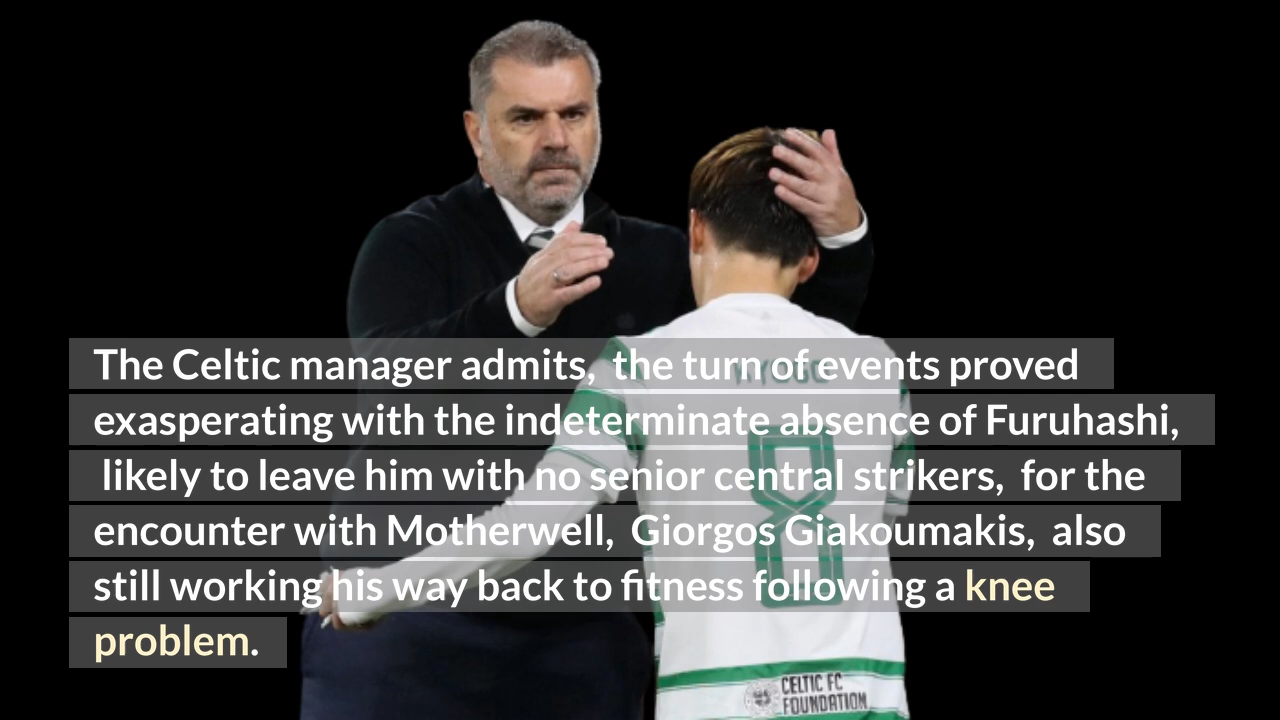 The Celtic manager admits, the turn of events proved
exasperating with the indeterminate absence of Furuhashi,
likely to leave him with no senior central strikers, for the
encounter with Motherwell, Giorgos Giakoumakis, also
still working his way back to fitness following a knee
problem.
8
CELTIC FC
FOUNDATION